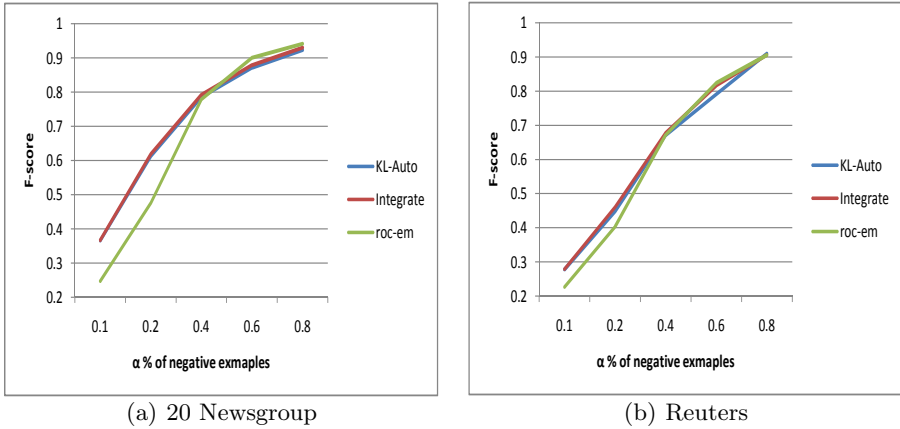 1
0.9
0.8
0.7
0.6
0.5
0.4
0.3
0.2
F-score
0.1 0.2 0.4 0.6 0.8
α % of negative exmaples
KL-Auto
Integrate
roc-em
(a) 20 Newsgroup
1
0.9
0.8
0.7
0.6
0.5
0.4
0.3
0.2
F-score
0.1 0.2 0.4 0.6 0.8
α % of negative exmaples
KL-Auto
Integrate
roc-em
(b) Reuters